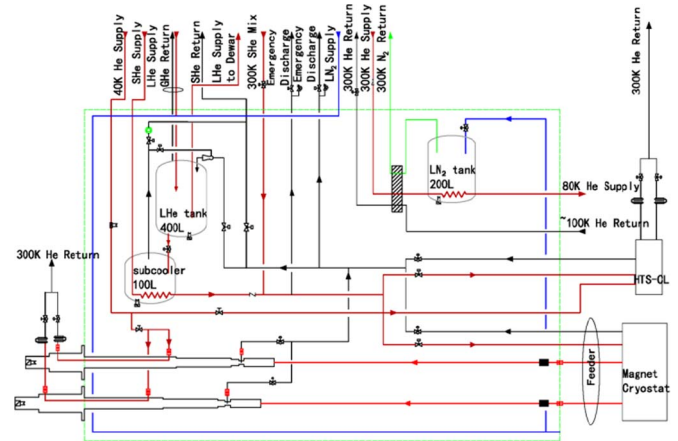 40K He Supply
SHe Supply
LHe Supply
GHe Return
SHe Return
LHe Supply
to Dewar
300K SHe Mix
Emergency
Discharge
Emergency
Discharge
LN₂ Supply
300K He Return
300K He Supply
300K N₂ Return
300K He Return
LN₂ tank
200L
LHe tank
400L
80K He Supply
~100K He Return
300K He Return
subcooler
100L
HTS-CL
Feeder
Magnet
Cryostat